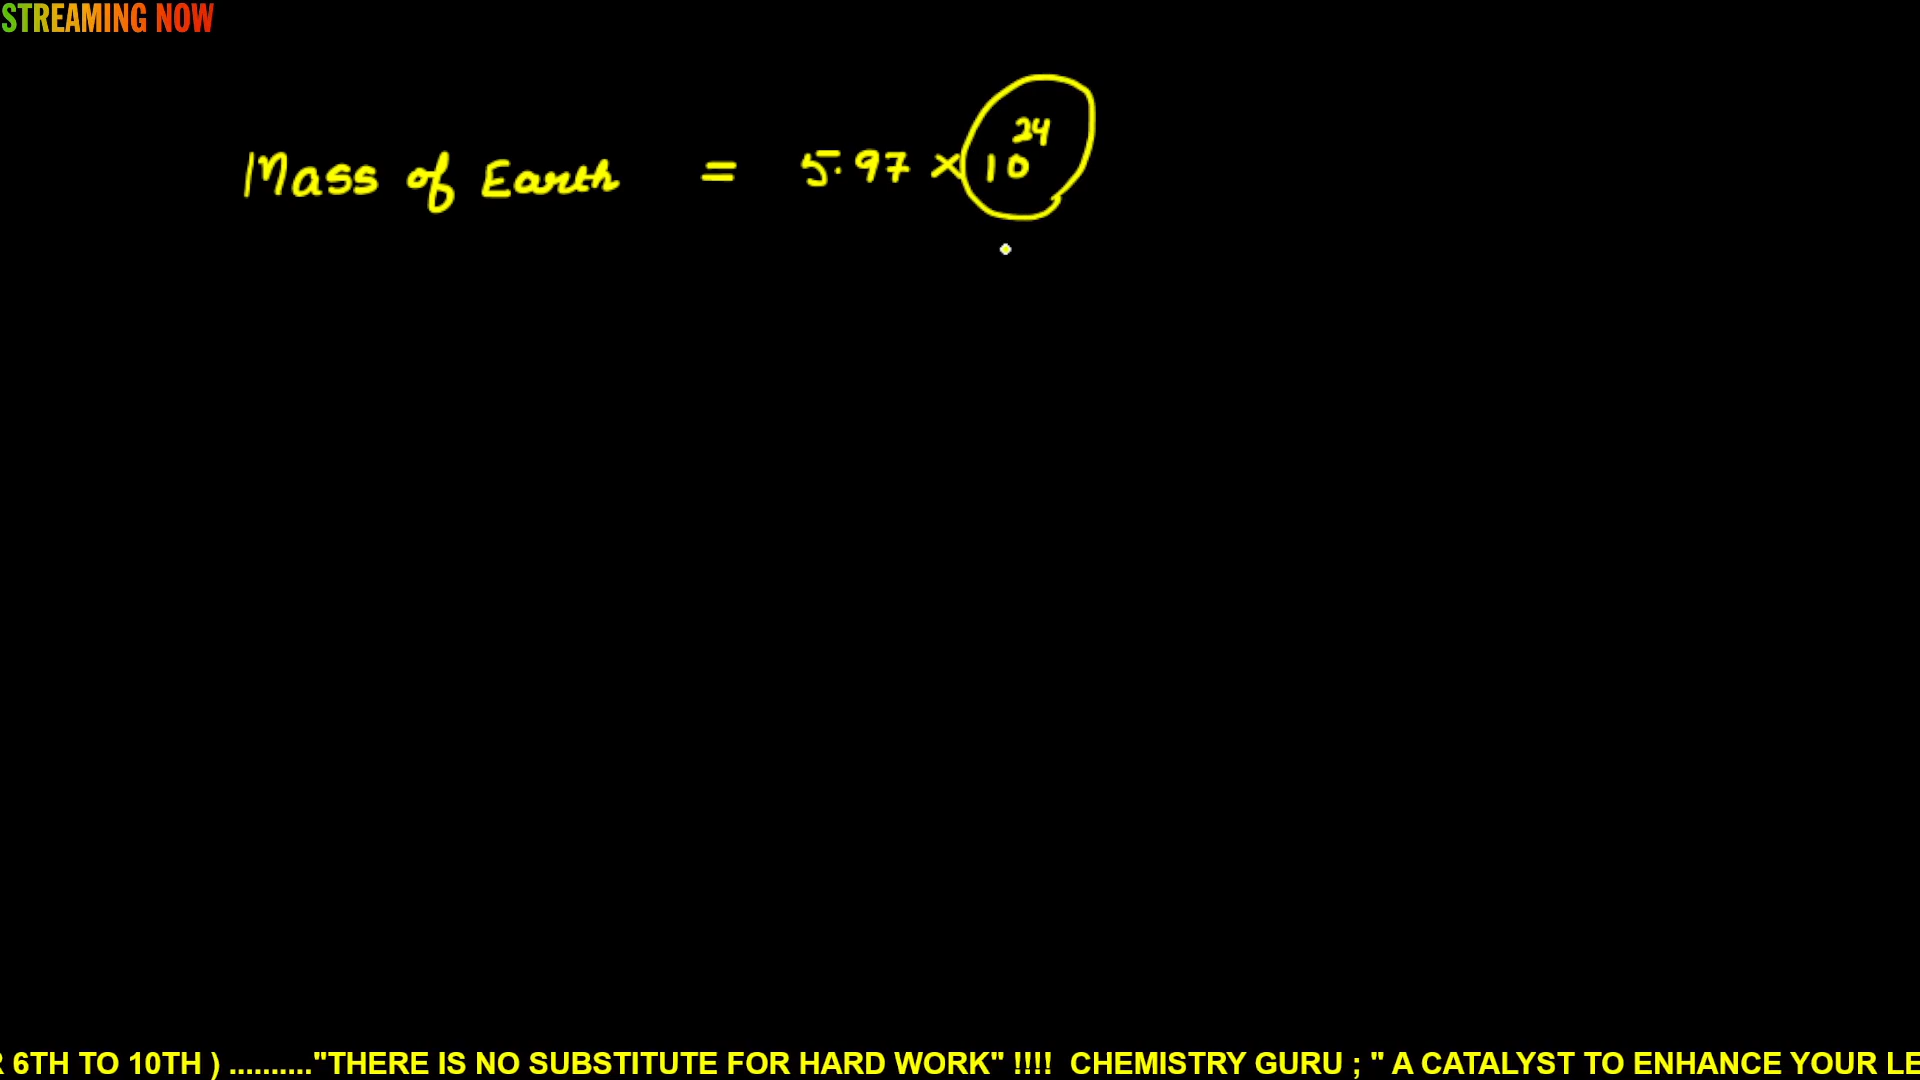 STREAMING NOW
Mass of Earth = 5.97 × 10²⁴
6TH TO 10TH ) .........."THERE IS NO SUBSTITUTE FOR HARD WORK" !!!! CHEMISTRY GURU ; " A CATALYST TO ENHANCE YOUR LE